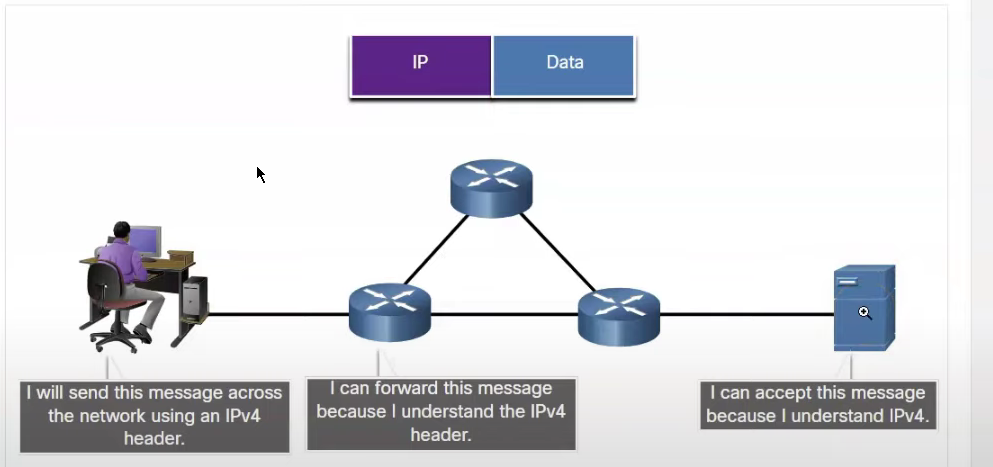 IP
Data
I will send this message across
the network using an IPv4
header.
I can forward this message
because I understand the IPv4
header.
I can accept this message
because I understand IPv4.